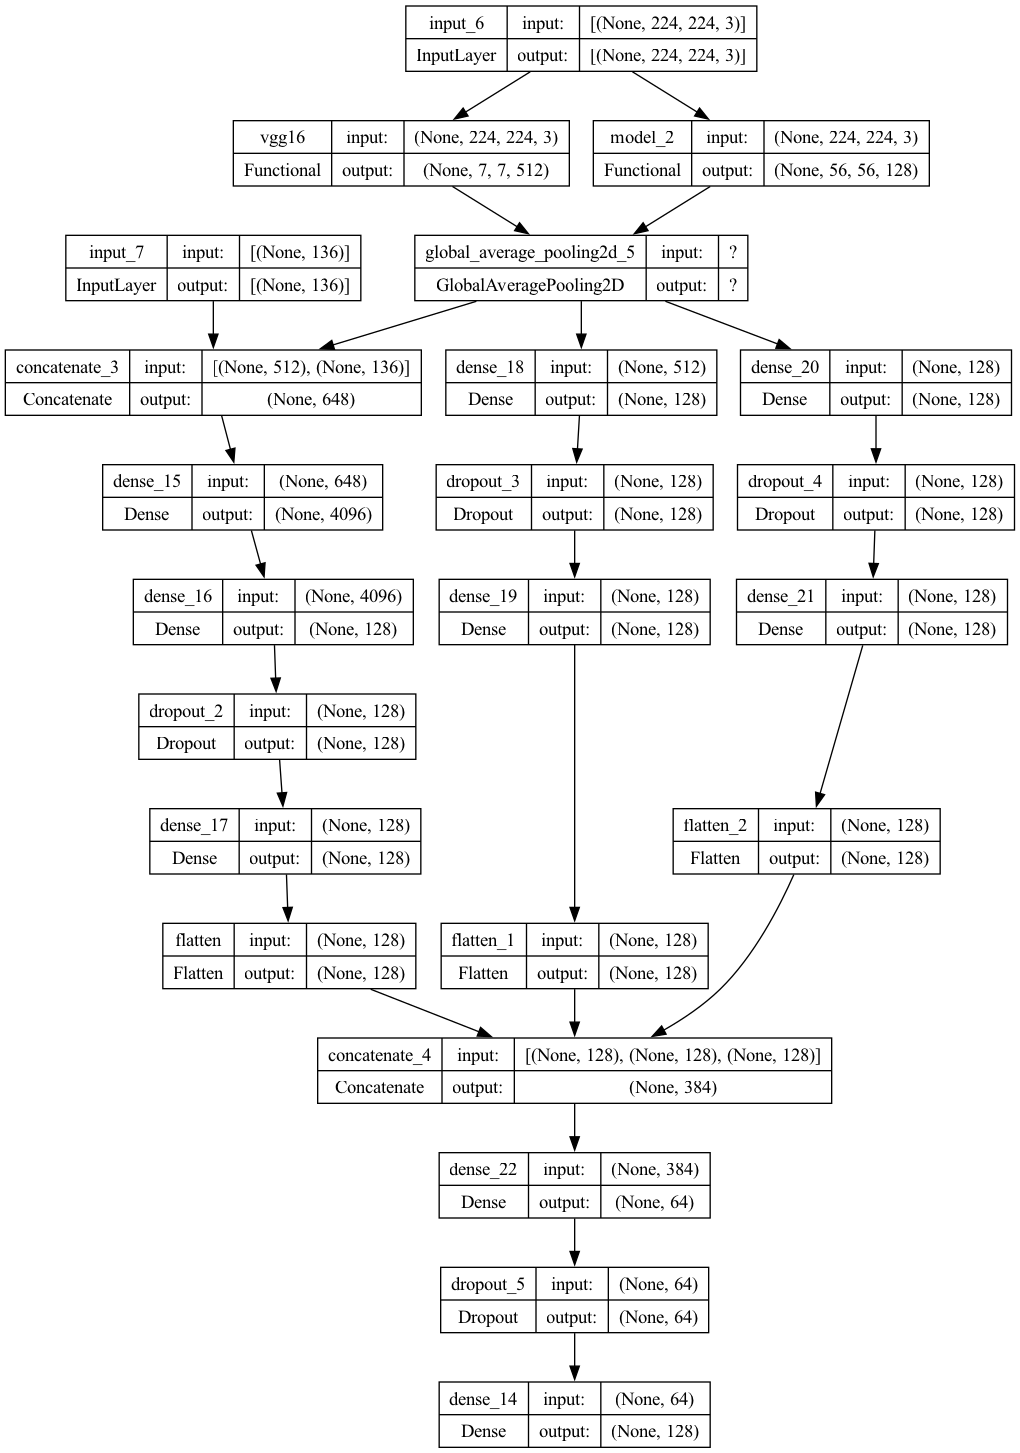 input_6 input: [(None, 224, 224, 3)]
InputLayer output: [(None, 224, 224, 3)]
vgg16 input: (None, 224, 224, 3)
Functional output: (None, 7, 7, 512)
model_2 input: (None, 224, 224, 3)
Functional output: (None, 56, 56, 128)
input_7 input: [(None, 136)]
InputLayer output: [(None, 136)]
global_average_pooling2d_5 input: ?
GlobalAveragePooling2D output: ?
concatenate_3 input: [(None, 512), (None, 136)]
Concatenate output: (None, 648)
dense_18 input: (None, 512)
Dense output: (None, 128)
dense_20 input: (None, 128)
Dense output: (None, 128)
dense_15 input: (None, 648)
Dense output: (None, 4096)
dropout_3 input: (None, 128)
Dropout output: (None, 128)
dropout_4 input: (None, 128)
Dropout output: (None, 128)
dense_16 input: (None, 4096)
Dense output: (None, 128)
dense_19 input: (None, 128)
Dense output: (None, 128)
dense_21 input: (None, 128)
Dense output: (None, 128)
dropout_2 input: (None, 128)
Dropout output: (None, 128)
dense_17 input: (None, 128)
Dense output: (None, 128)
flatten_2 input: (None, 128)
Flatten output: (None, 128)
flatten input: (None, 128)
Flatten output: (None, 128)
flatten_1 input: (None, 128)
Flatten output: (None, 128)
concatenate_4 input: [(None, 128), (None, 128), (None, 128)]
Concatenate output: (None, 384)
dense_22 input: (None, 384)
Dense output: (None, 64)
dropout_5 input: (None, 64)
Dropout output: (None, 64)
dense_14 input: (None, 64)
Dense output: (None, 128)